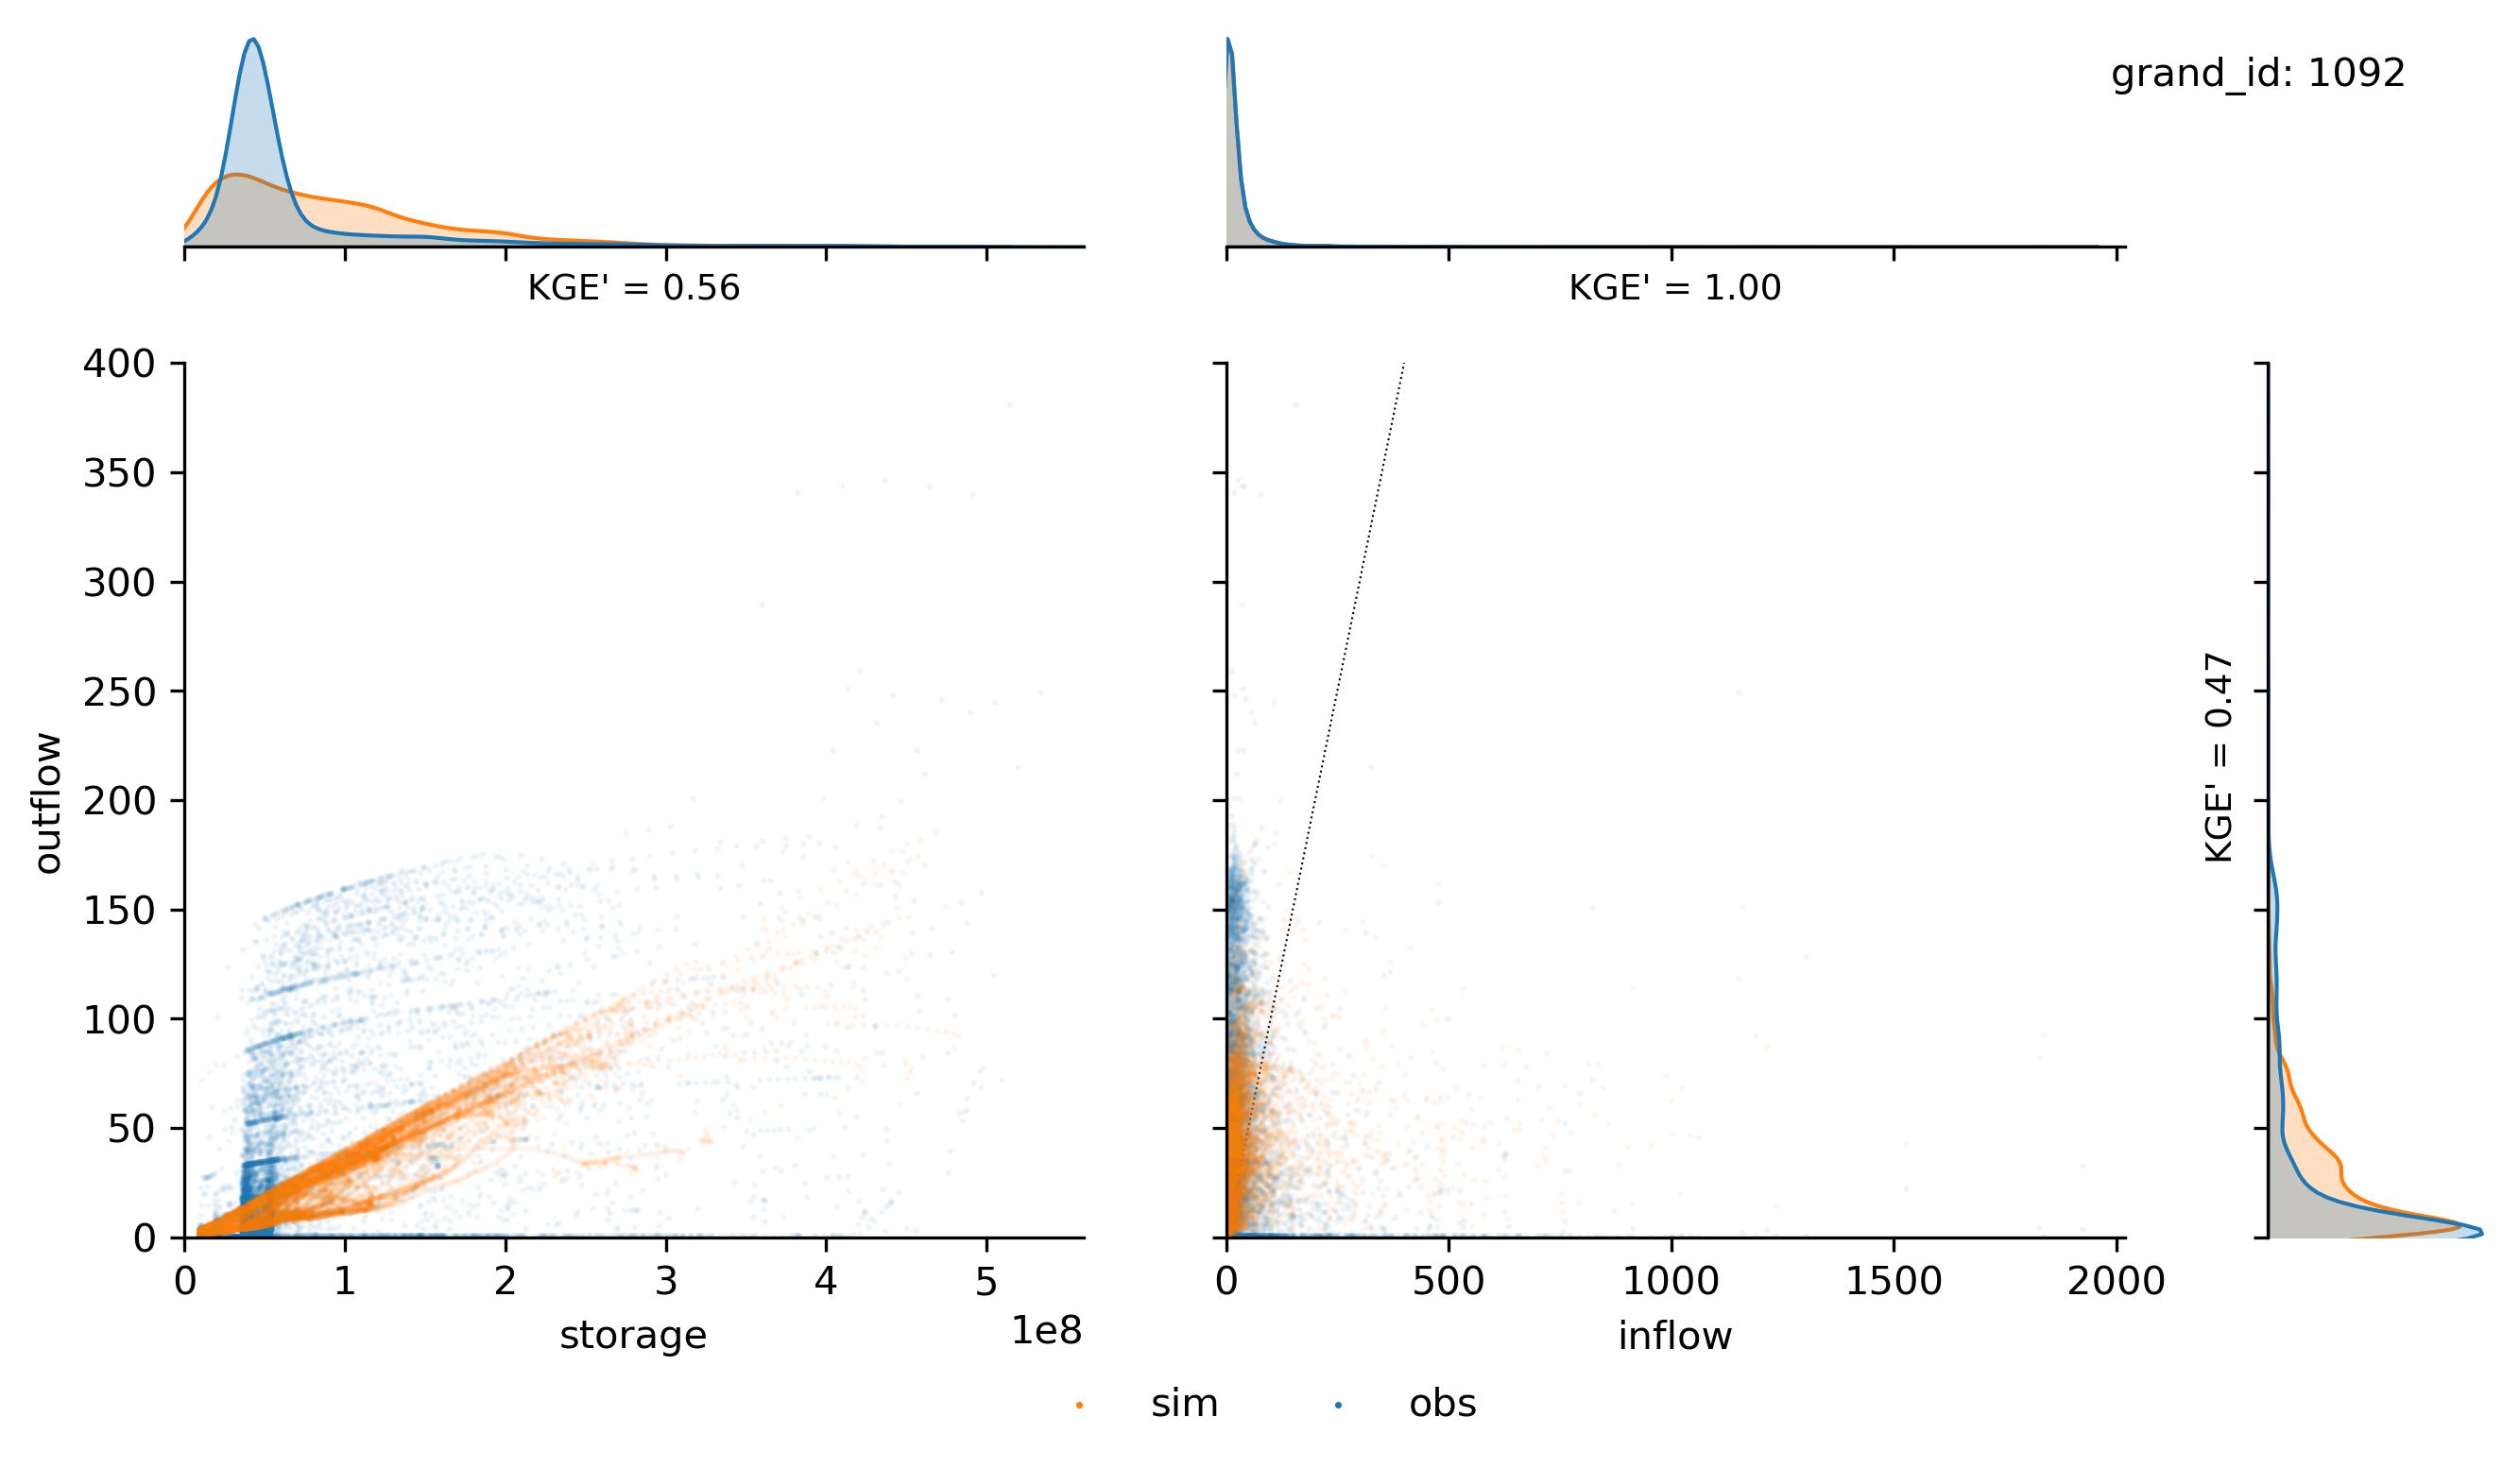 grand_id: 1092
KGE' = 0.56
KGE' = 1.00
400
350
300
250
200
150
100
50
0
outflow
KGE' = 0.47
0 1 2 3 4 5
1e8
storage
0 500 1000 1500 2000
inflow
sim obs